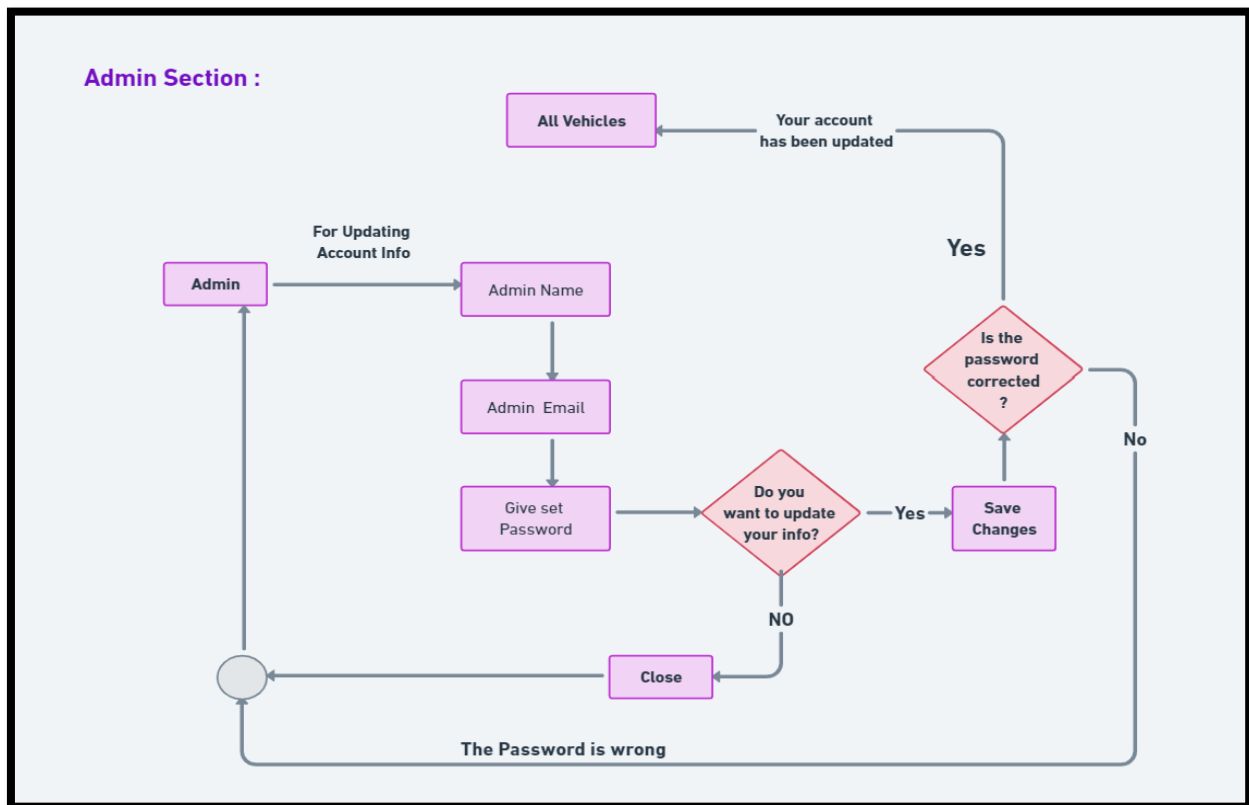 Admin Section :
All Vehicles
Your account
has been updated
For Updating
Account Info
Yes
Admin
Admin Name
Is the
password
corrected
?
Admin  Email
No
Do you
want to update
your info?
Give set
Password
Yes
Save
Changes
NO
Close
The Password is wrong